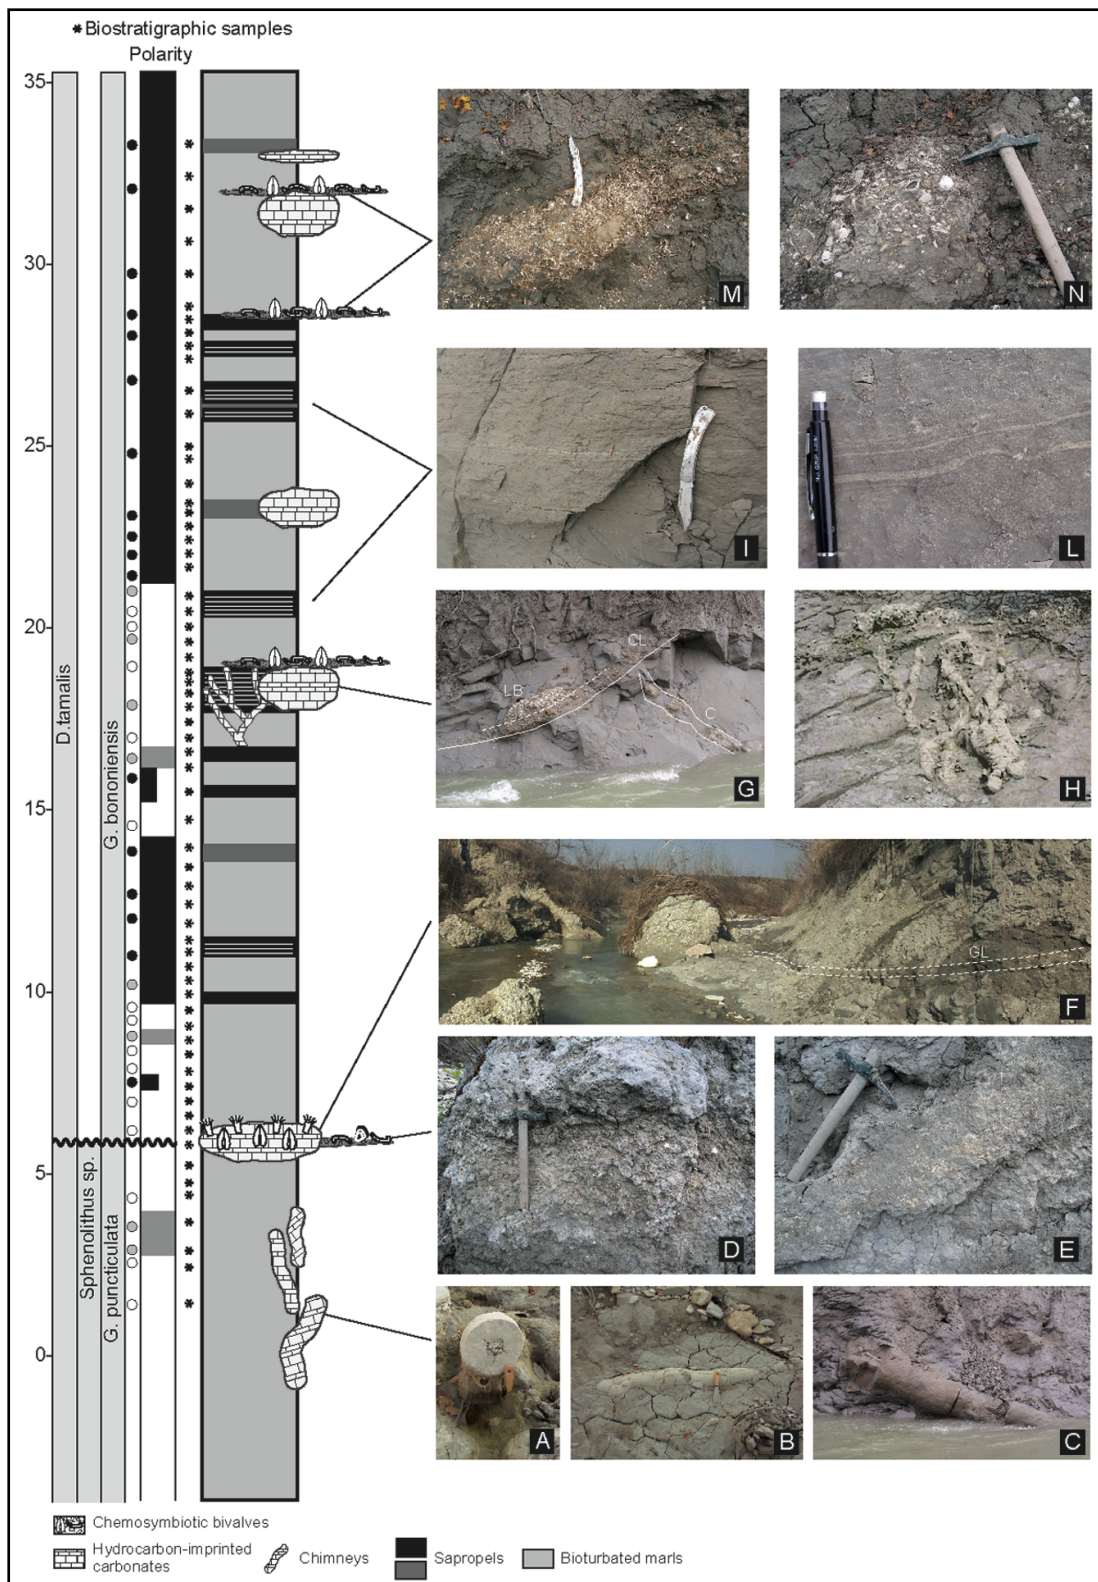 * Biostratigraphic samples
Polarity
35
30
25
20
15
10
5
0
D.tamalis
Sphenolithus sp.
G. bononiensis
G. puncticulata
M
N
I
L
CL
LB
C
G
H
GL
F
D
E
A
B
C
Chemosymbiotic bivalves
Hydrocarbon-imprinted
carbonates
Chimneys
Sapropels
Bioturbated marls